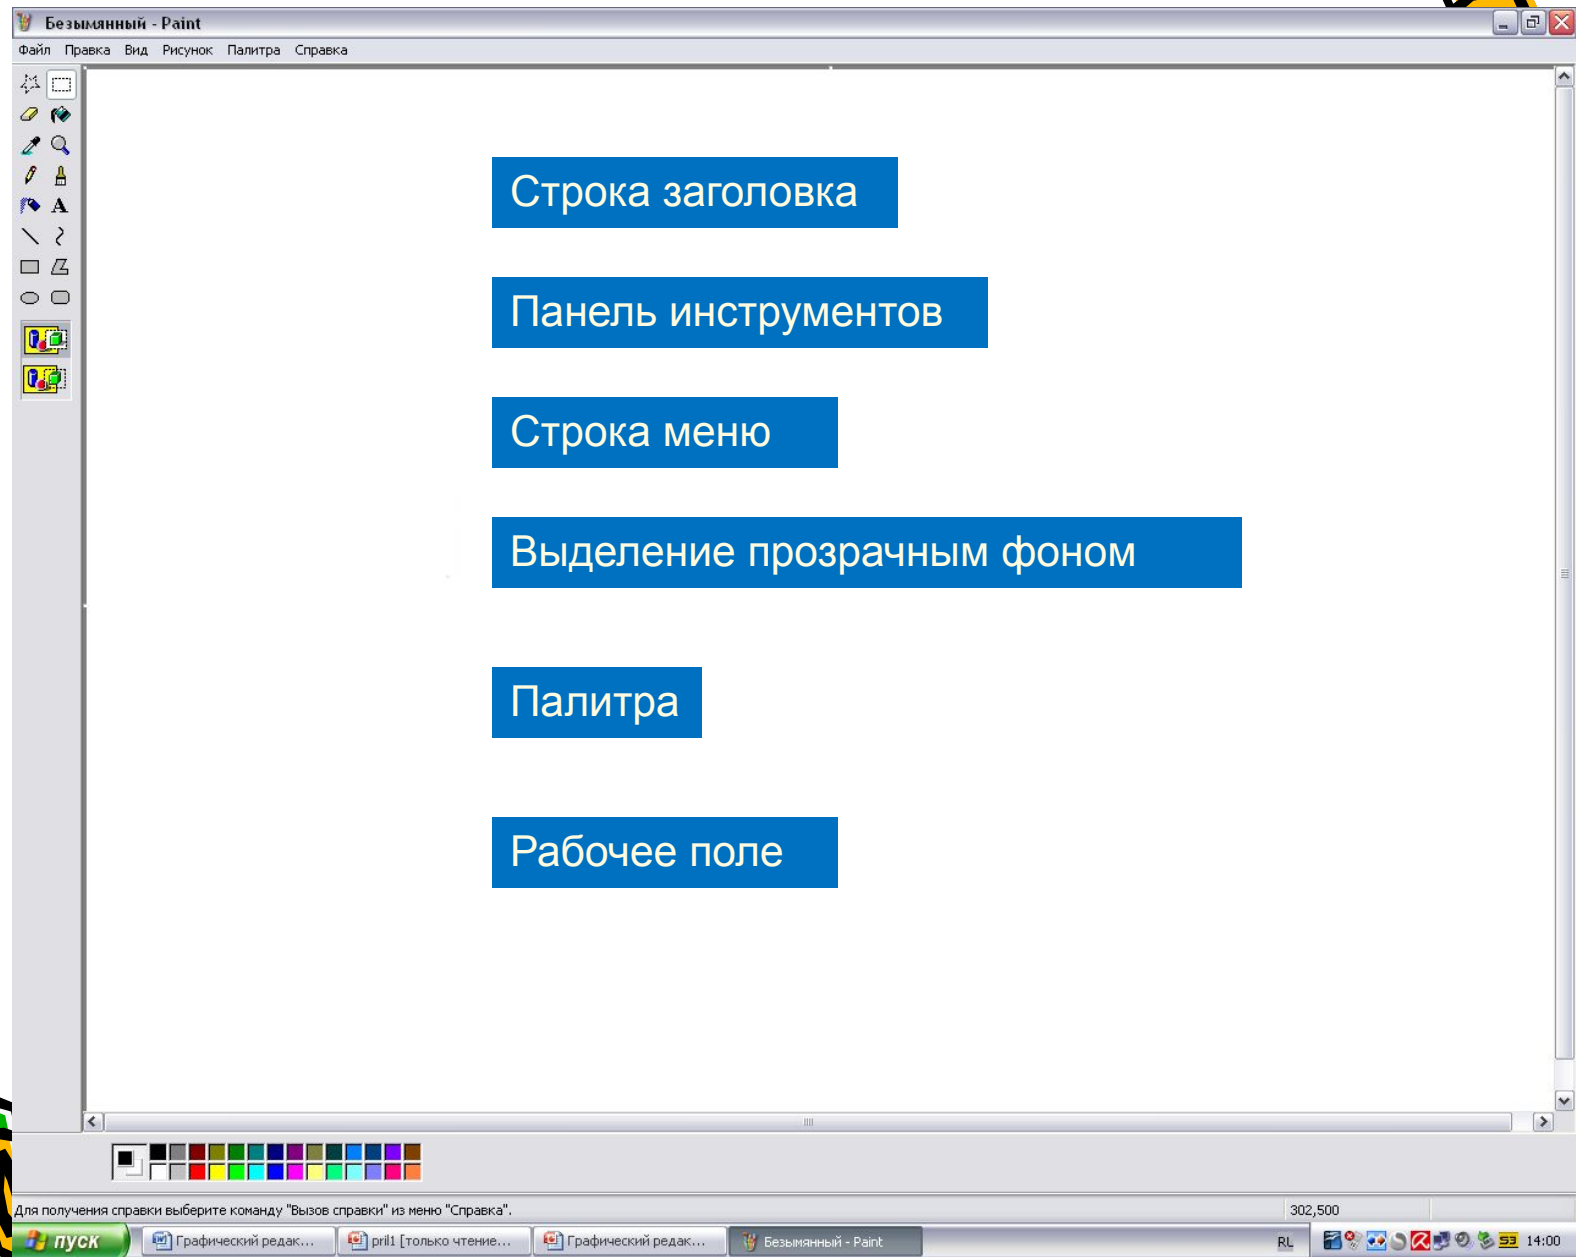 Безымянный - Paint
Файл Правка Вид Рисунок Палитра Справка
A
Строка заголовка
Панель инструментов
Строка меню
Выделение прозрачным фоном
Палитра
Рабочее поле
Для получения справки выберите команду "Вызов справки" из меню "Справка".
302,500
пуск
Графический редак...
pril1 [только чтение...
Графический редак...
Безымянный - Paint
RL
53
14:00